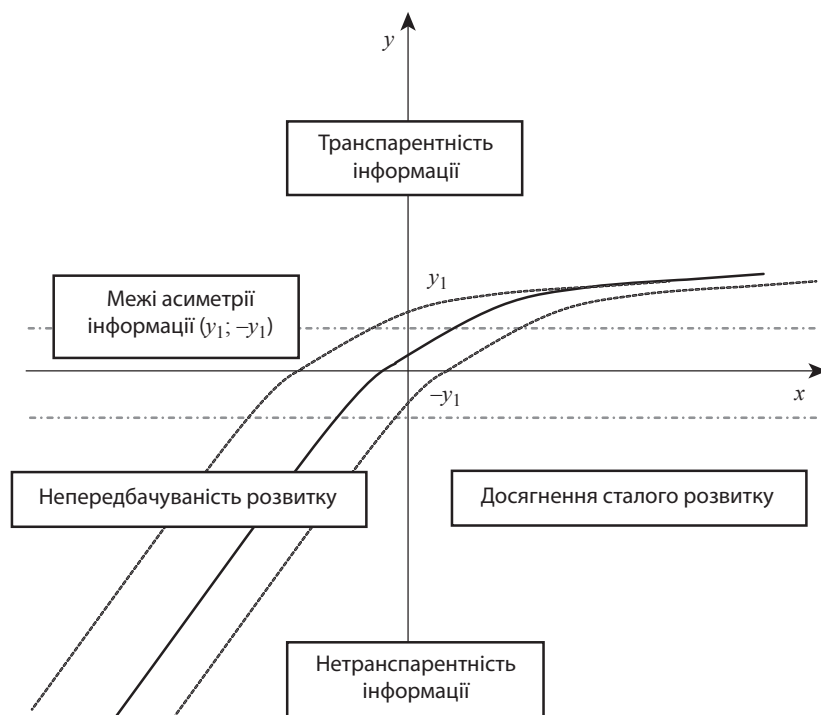 y
Транспарентність
інформації
y₁
Межі асиметрії
інформації (y₁; –y₁)
x
–y₁
Непередбачуваність розвитку
Досягнення сталого розвитку
Нетранспарентність
інформації